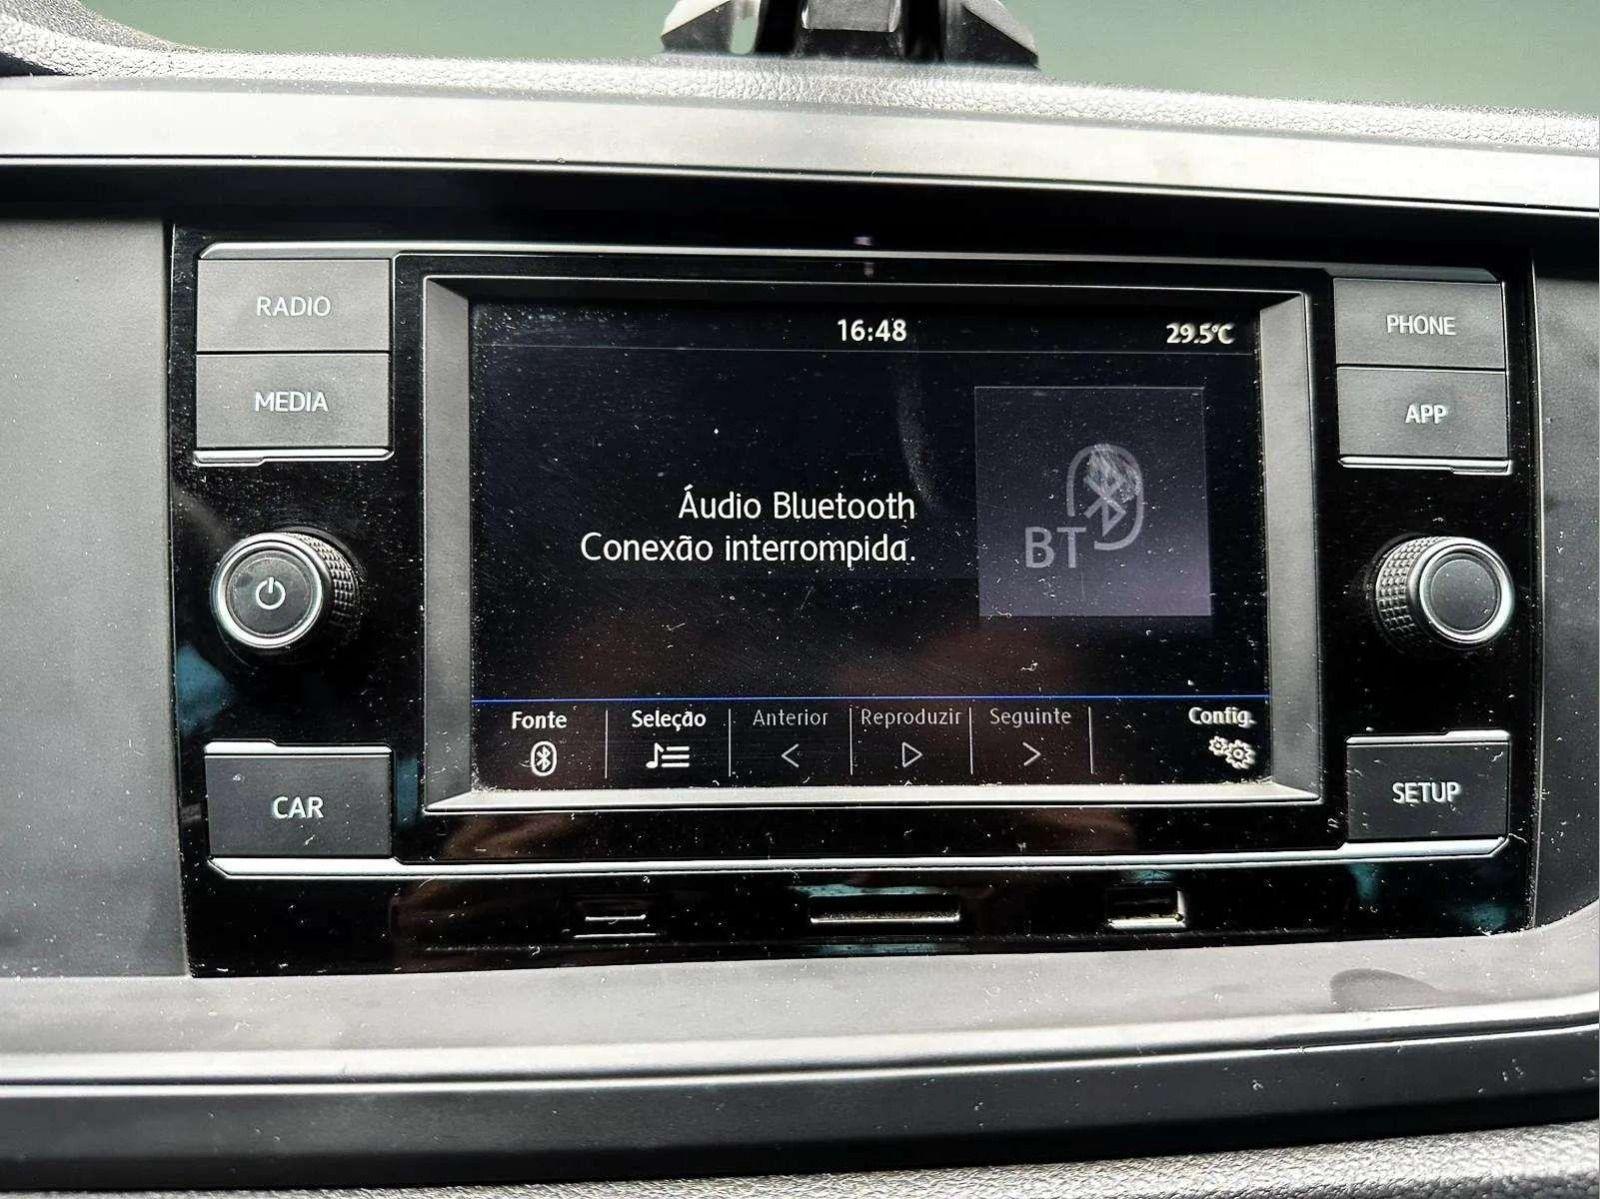 RADIO
MEDIA
CAR
16:48
29.5°C
Áudio Bluetooth
Conexão interrompida.
BT
Fonte
Seleção
Anterior
Reproduzir
Seguinte
Config.
PHONE
APP
SETUP